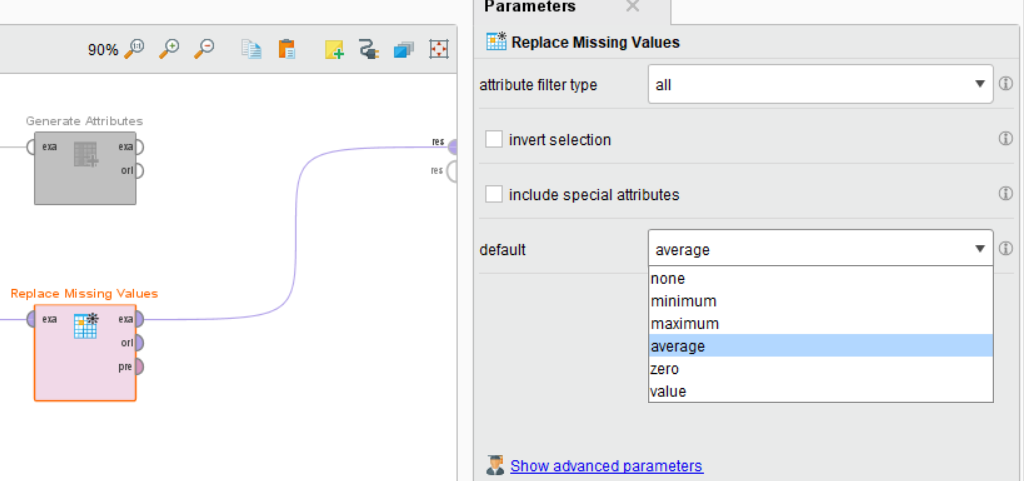 Parameters
90%
Replace Missing Values
attribute filter type
all
Generate Attributes
exa
exa
ori
res
res
invert selection
include special attributes
default
average
none
minimum
maximum
average
zero
value
Replace Missing Values
exa
exa
ori
pre
Show advanced parameters